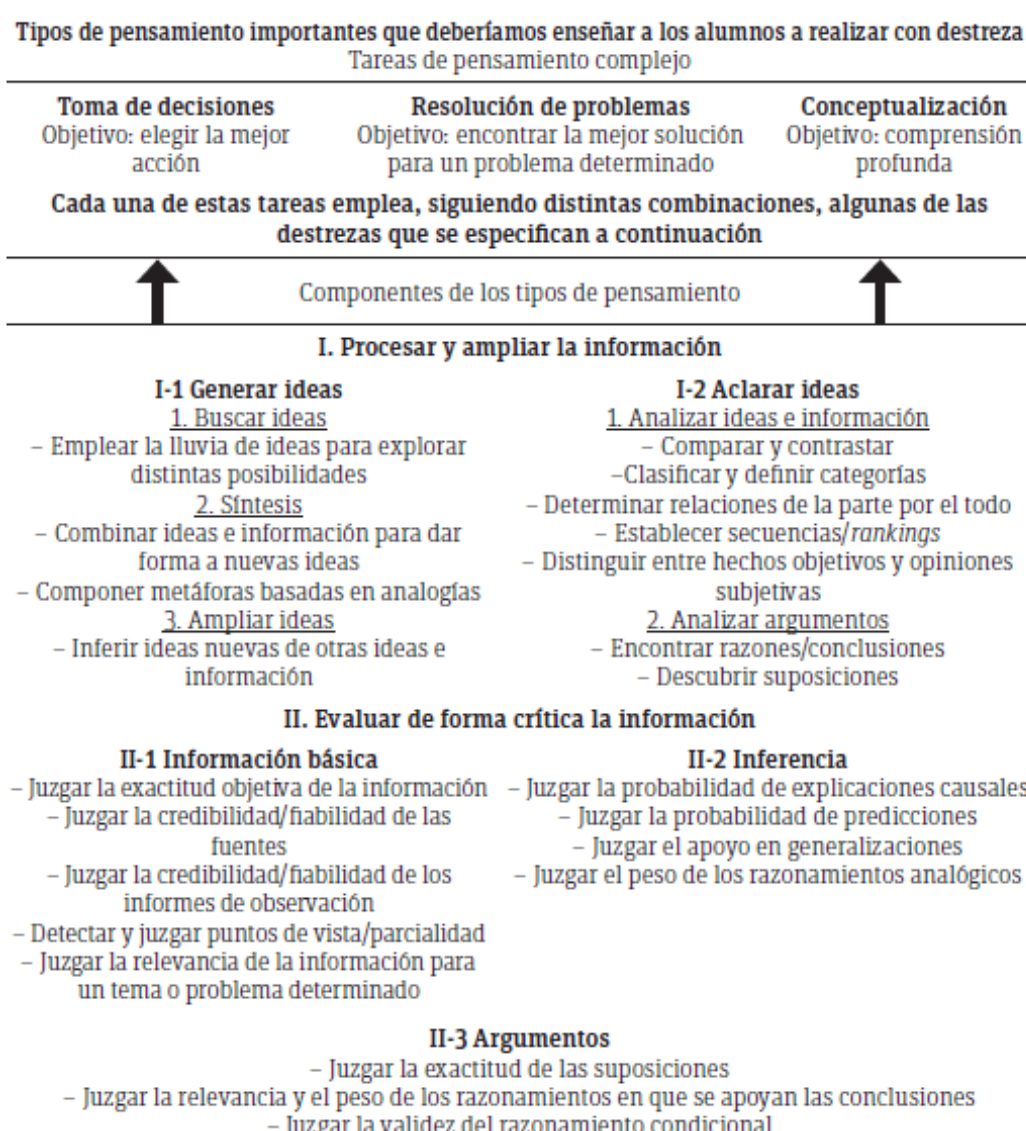 Tipos de pensamiento importantes que deberíamos enseñar a los alumnos a realizar con destreza
Tareas de pensamiento complejo
Toma de decisiones
Objetivo: elegir la mejor
acción
Resolución de problemas
Objetivo: encontrar la mejor solución
para un problema determinado
Conceptualización
Objetivo: comprensión
profunda
Cada una de estas tareas emplea, siguiendo distintas combinaciones, algunas de las
destrezas que se especifican a continuación
Componentes de los tipos de pensamiento
I. Procesar y ampliar la información
I-1 Generar ideas
1. Buscar ideas
– Emplear la lluvia de ideas para explorar
distintas posibilidades
2. Síntesis
– Combinar ideas e información para dar
forma a nuevas ideas
– Componer metáforas basadas en analogías
3. Ampliar ideas
– Inferir ideas nuevas de otras ideas e
información
I-2 Aclarar ideas
1. Analizar ideas e información
– Comparar y contrastar
–Clasificar y definir categorías
– Determinar relaciones de la parte por el todo
– Establecer secuencias/rankings
– Distinguir entre hechos objetivos y opiniones
subjetivas
2. Analizar argumentos
– Encontrar razones/conclusiones
– Descubrir suposiciones
II. Evaluar de forma crítica la información
II-1 Información básica
– Juzgar la exactitud objetiva de la información
– Juzgar la credibilidad/fiabilidad de las
fuentes
– Juzgar la credibilidad/fiabilidad de los
informes de observación
– Detectar y juzgar puntos de vista/parcialidad
– Juzgar la relevancia de la información para
un tema o problema determinado
II-2 Inferencia
– Juzgar la probabilidad de explicaciones causales
– Juzgar la probabilidad de predicciones
– Juzgar el apoyo en generalizaciones
– Juzgar el peso de los razonamientos analógicos
II-3 Argumentos
– Juzgar la exactitud de las suposiciones
– Juzgar la relevancia y el peso de los razonamientos en que se apoyan las conclusiones
– Juzgar la validez del razonamiento condicional